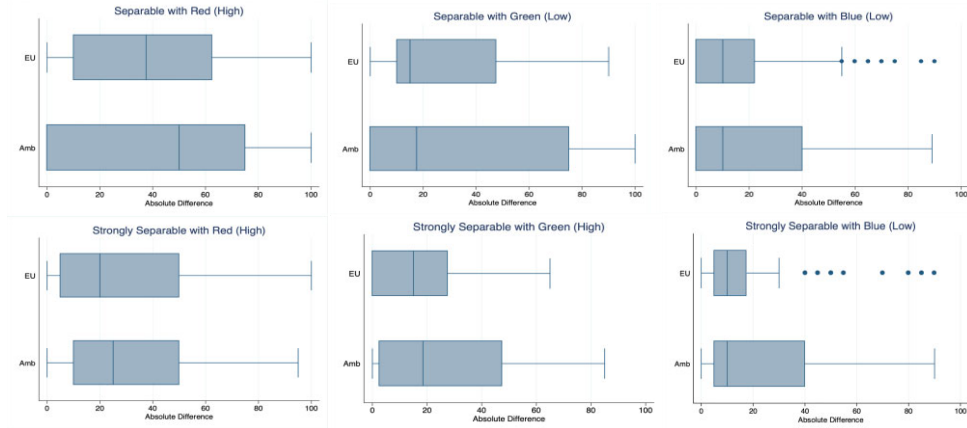 Separable with Red (High)
EU
Amb
0 20 40 60 80 100
Absolute Difference
Separable with Green (Low)
EU
Amb
0 20 40 60 80 100
Absolute Difference
Separable with Blue (Low)
EU
Amb
0 20 40 60 80 100
Absolute Difference
Strongly Separable with Red (High)
EU
Amb
0 20 40 60 80 100
Absolute Difference
Strongly Separable with Green (High)
EU
Amb
0 20 40 60 80 100
Absolute Difference
Strongly Separable with Blue (Low)
EU
Amb
0 20 40 60 80 100
Absolute Difference